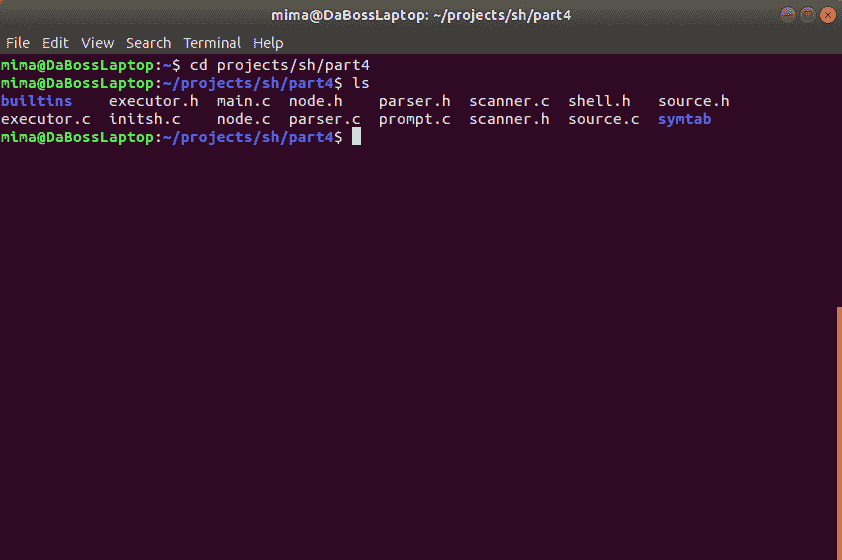 mima@DaBossLaptop: ~/projects/sh/part4
File Edit View Search Terminal Help
mima@DaBossLaptop:~$ cd projects/sh/part4
mima@DaBossLaptop:~/projects/sh/part4$ ls
builtins    executor.h  main.c  node.h    parser.h  scanner.c  shell.h   source.h
executor.c  initsh.c    node.c  parser.c  prompt.c  scanner.h  source.c  symtab
mima@DaBossLaptop:~/projects/sh/part4$